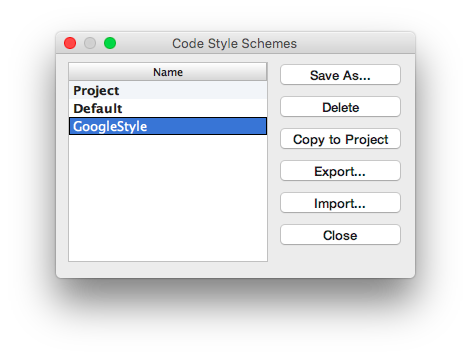 Code Style Schemes
Name
Project
Default
GoogleStyle
Save As...
Delete
Copy to Project
Export...
Import...
Close